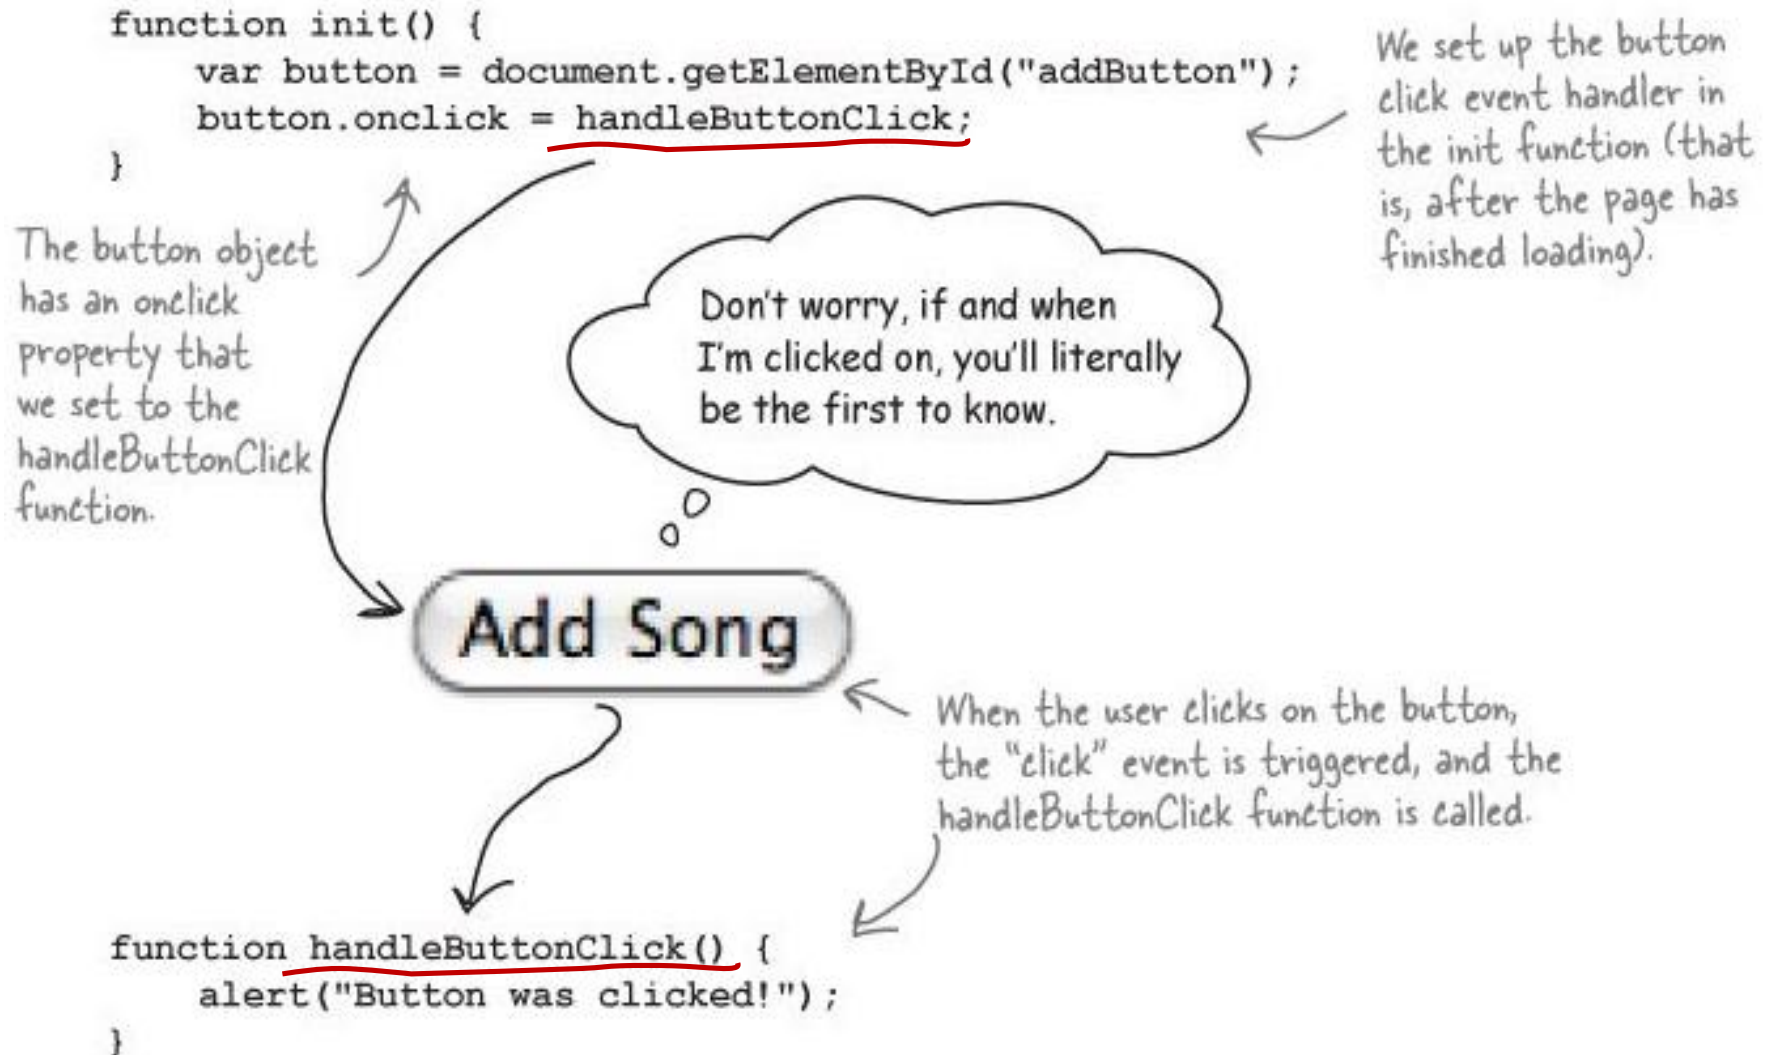 function init() {
var button = document.getElementById("addButton");
button.onclick = handleButtonClick;
}
We set up the button
click event handler in
the init function (that
is, after the page has
finished loading).
The button object
has an onclick
property that
we set to the
handleButtonClick
function.
Don't worry, if and when
I'm clicked on, you'll literally
be the first to know.
Add Song
When the user clicks on the button,
the "click" event is triggered, and the
handleButtonClick function is called.
function handleButtonClick() {
alert("Button was clicked!");
}